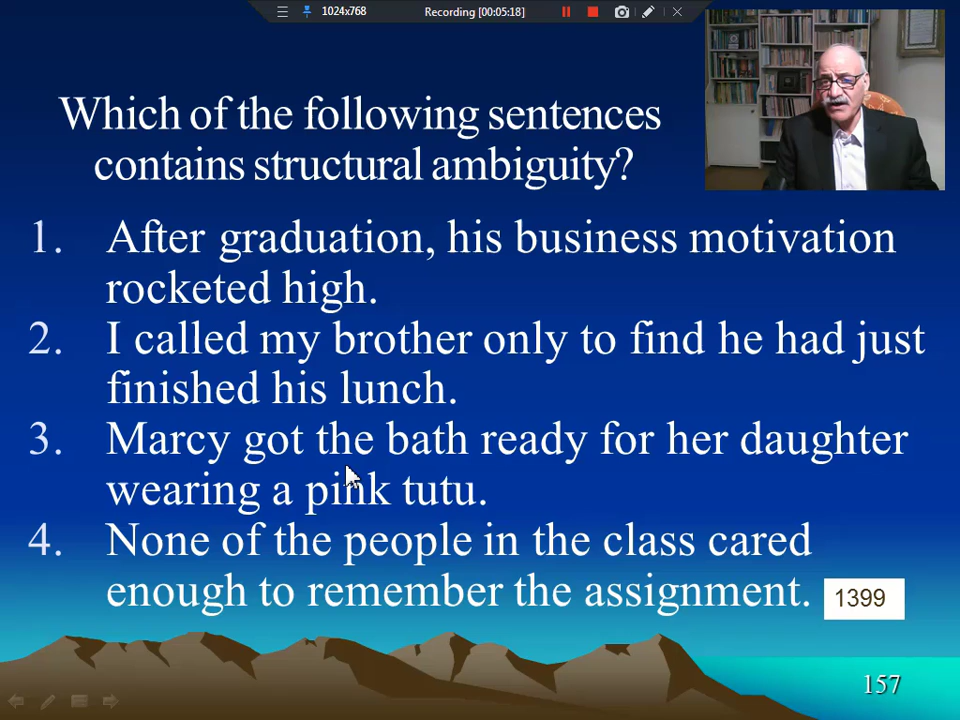 1024x768 Recording [00:05:18]
Which of the following sentences
contains structural ambiguity?
1. After graduation, his business motivation
rocketed high.
2. I called my brother only to find he had just
finished his lunch.
3. Marcy got the bath ready for her daughter
wearing a pink tutu.
4. None of the people in the class cared
enough to remember the assignment.
1399
157